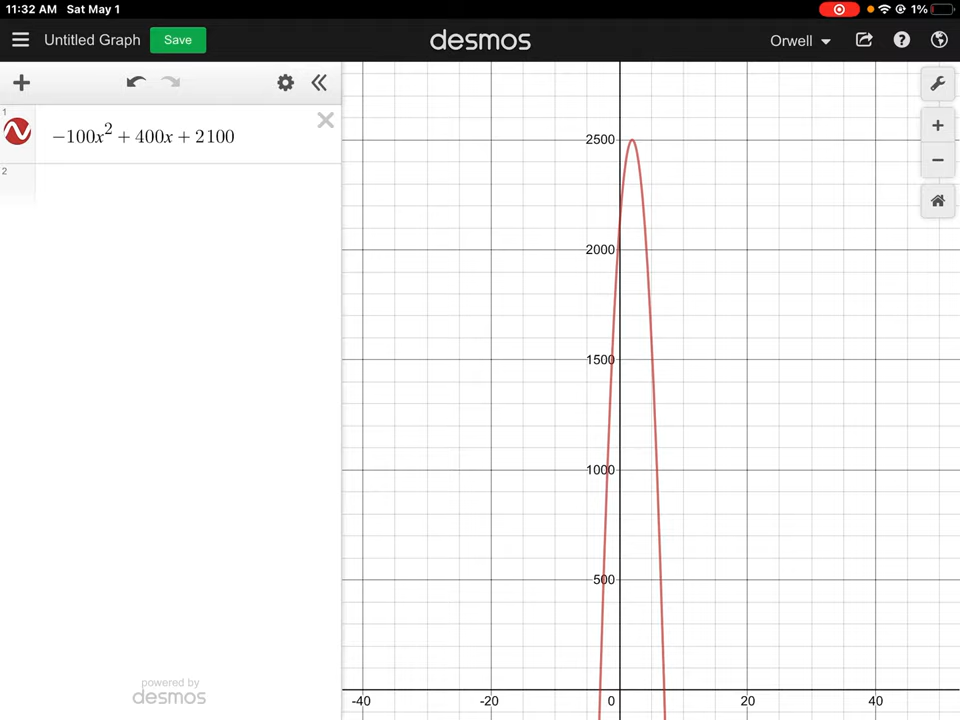 11:32 AM Sat May 1 1%
Untitled Graph Save desmos Orwell
1
−100x² + 400x + 2100
2
2500
2000
1500
1000
500
-40 -20 0 20 40
powered by
desmos